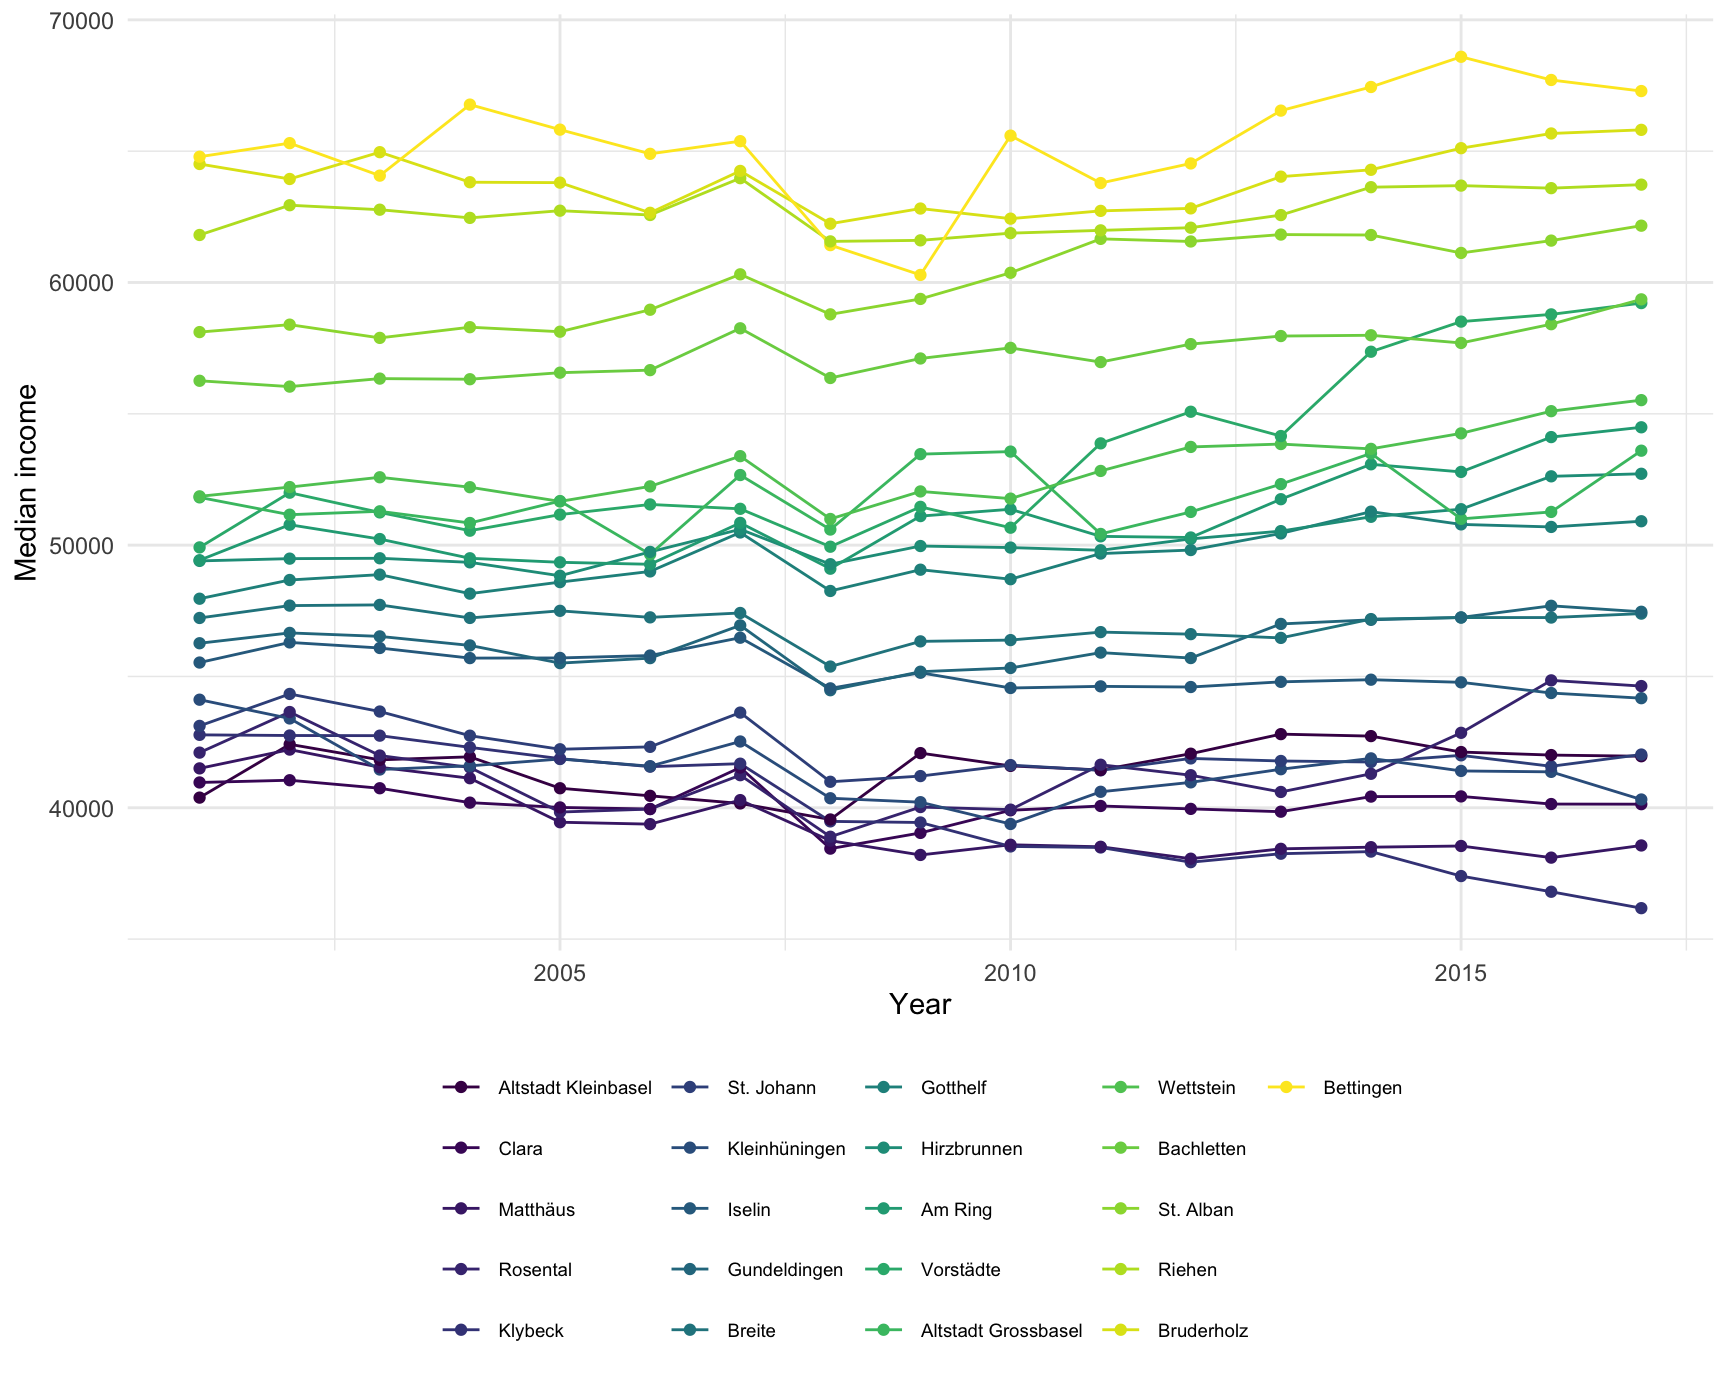 70000
60000
50000
40000
Median income
2005 2010 2015
Year
Altstadt Kleinbasel St. Johann Gotthelf Wettstein Bettingen
Clara Kleinhüningen Hirzbrunnen Bachletten
Matthäus Iselin Am Ring St. Alban
Rosental Gundeldingen Vorstädte Riehen
Klybeck Breite Altstadt Grossbasel Bruderholz